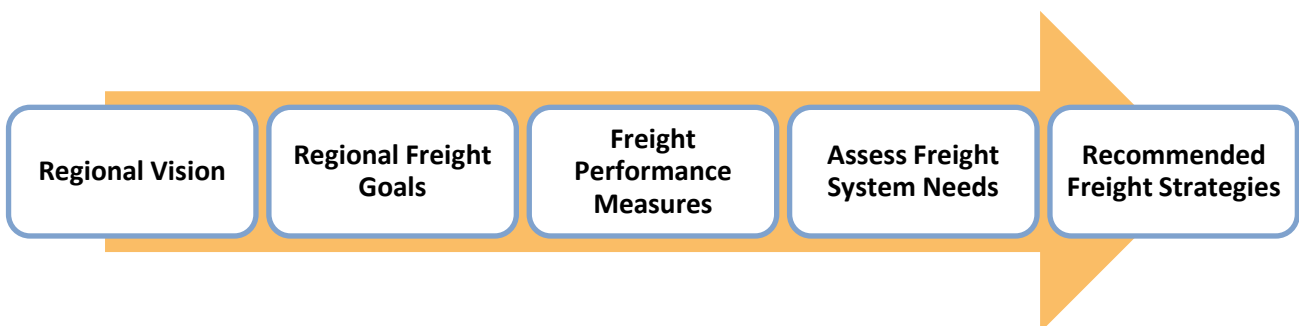 Regional Vision
Regional Freight
Goals
Freight
Performance
Measures
Assess Freight
System Needs
Recommended
Freight Strategies